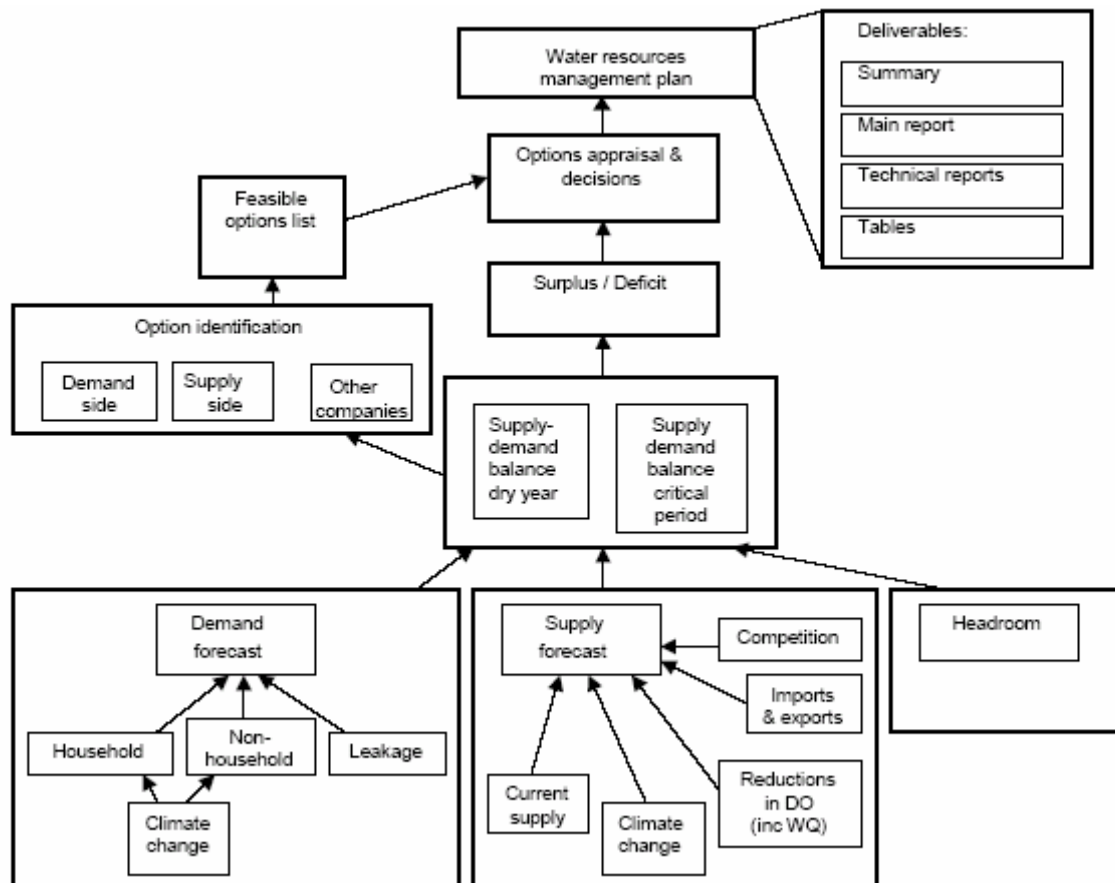 Water resources
management plan
Deliverables:
Summary
Main report
Technical reports
Tables
Options appraisal &
decisions
Feasible
options list
Surplus / Deficit
Option identification
Demand
side
Supply
side
Other
companies
Supply-
demand
balance
dry year
Supply
demand
balance
critical
period
Demand
forecast
Household
Non-
household
Leakage
Climate
change
Supply
forecast
Competition
Imports
& exports
Current
supply
Climate
change
Reductions
in DO
(inc WQ)
Headroom